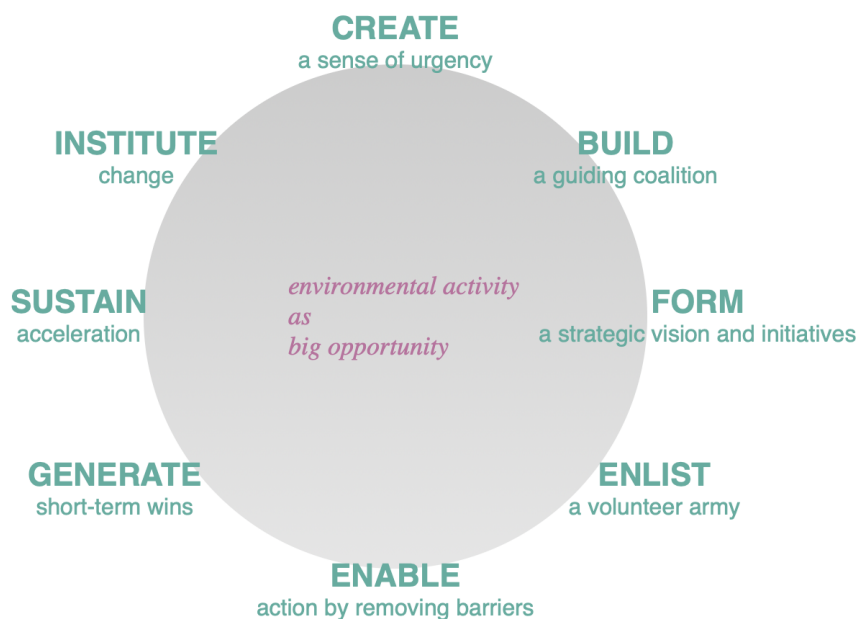 CREATE
a sense of urgency
BUILD
a guiding coalition
FORM
a strategic vision and initiatives
ENLIST
a volunteer army
ENABLE
action by removing barriers
GENERATE
short-term wins
SUSTAIN
acceleration
INSTITUTE
change
environmental activity
as
big opportunity